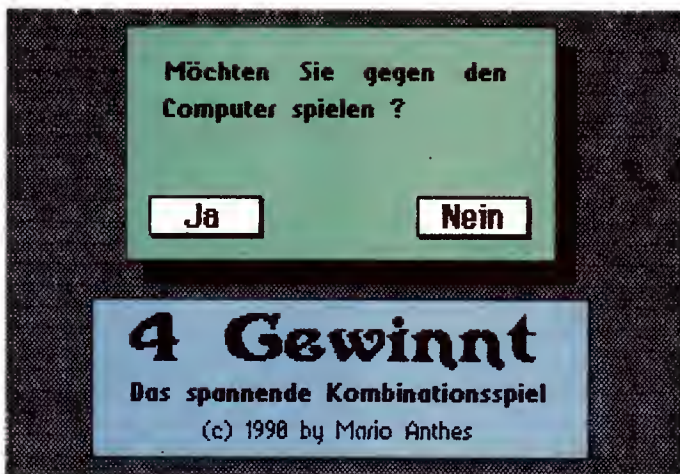 Möchten Sie gegen den
Computer spielen ?
Ja
Nein
4 Gewinnt
Das spannende Kombinationsspiel
(c) 1990 by Mario Anthes